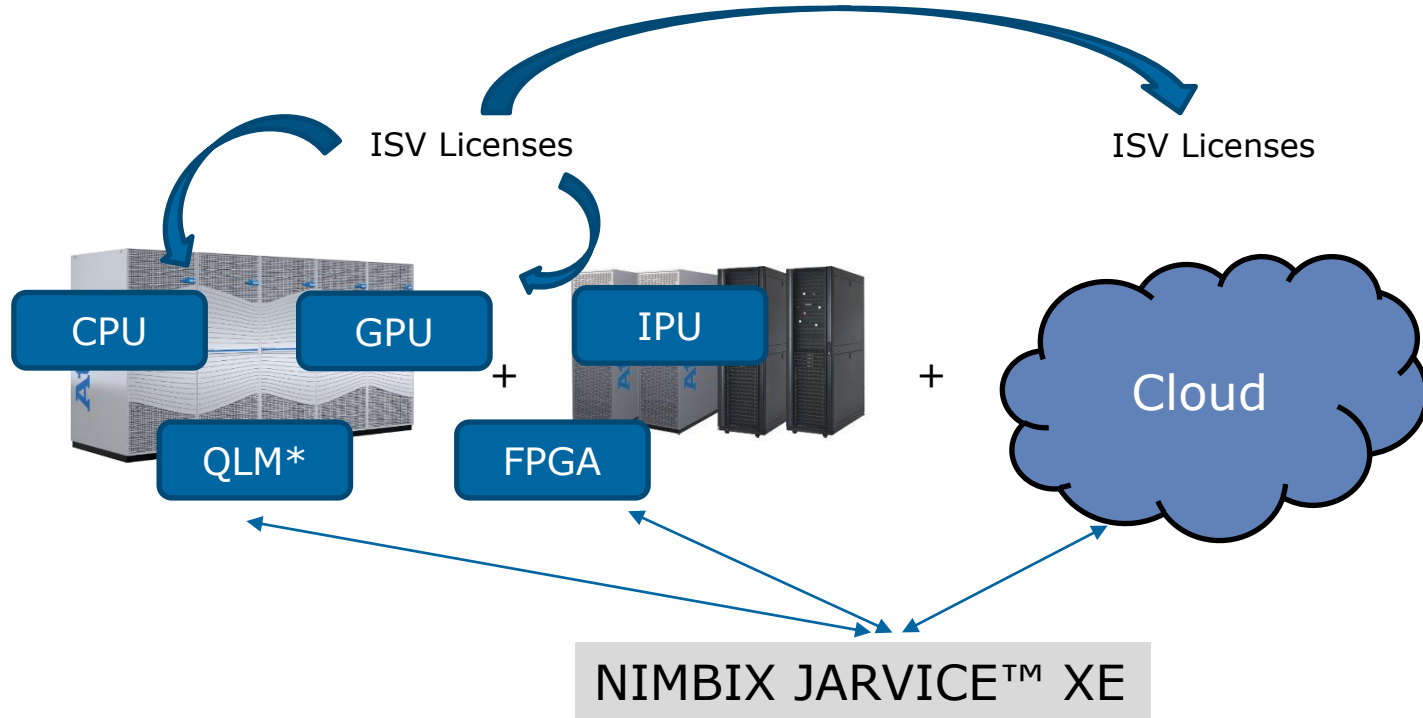 ISV Licenses
ISV Licenses
CPU
GPU
IPU
+
+
Cloud
QLM*
FPGA
NIMBIX JARVICE™ XE